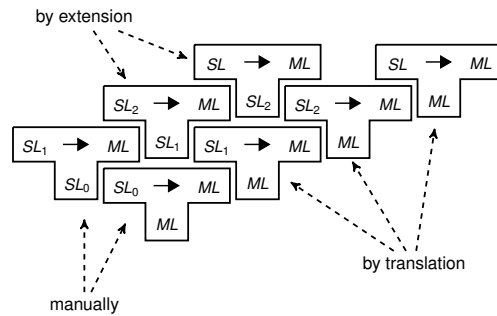 by extension
SL → ML SL → ML
SL₂ → ML SL₂ SL₂ → ML ML
SL₁ → ML SL₁ SL₁ → ML ML
SL₀ SL₀ → ML ML
ML
by translation
manually